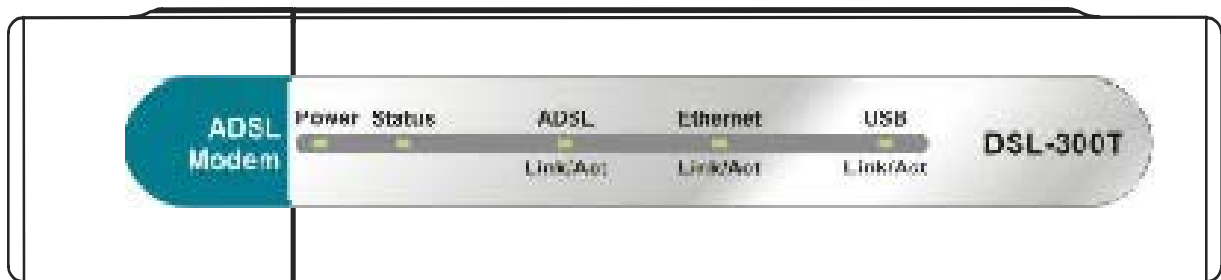 ADSL
Modem
Power Status ADSL Ethernet USB
Link/Act Link/Act Link/Act
DSL-300T